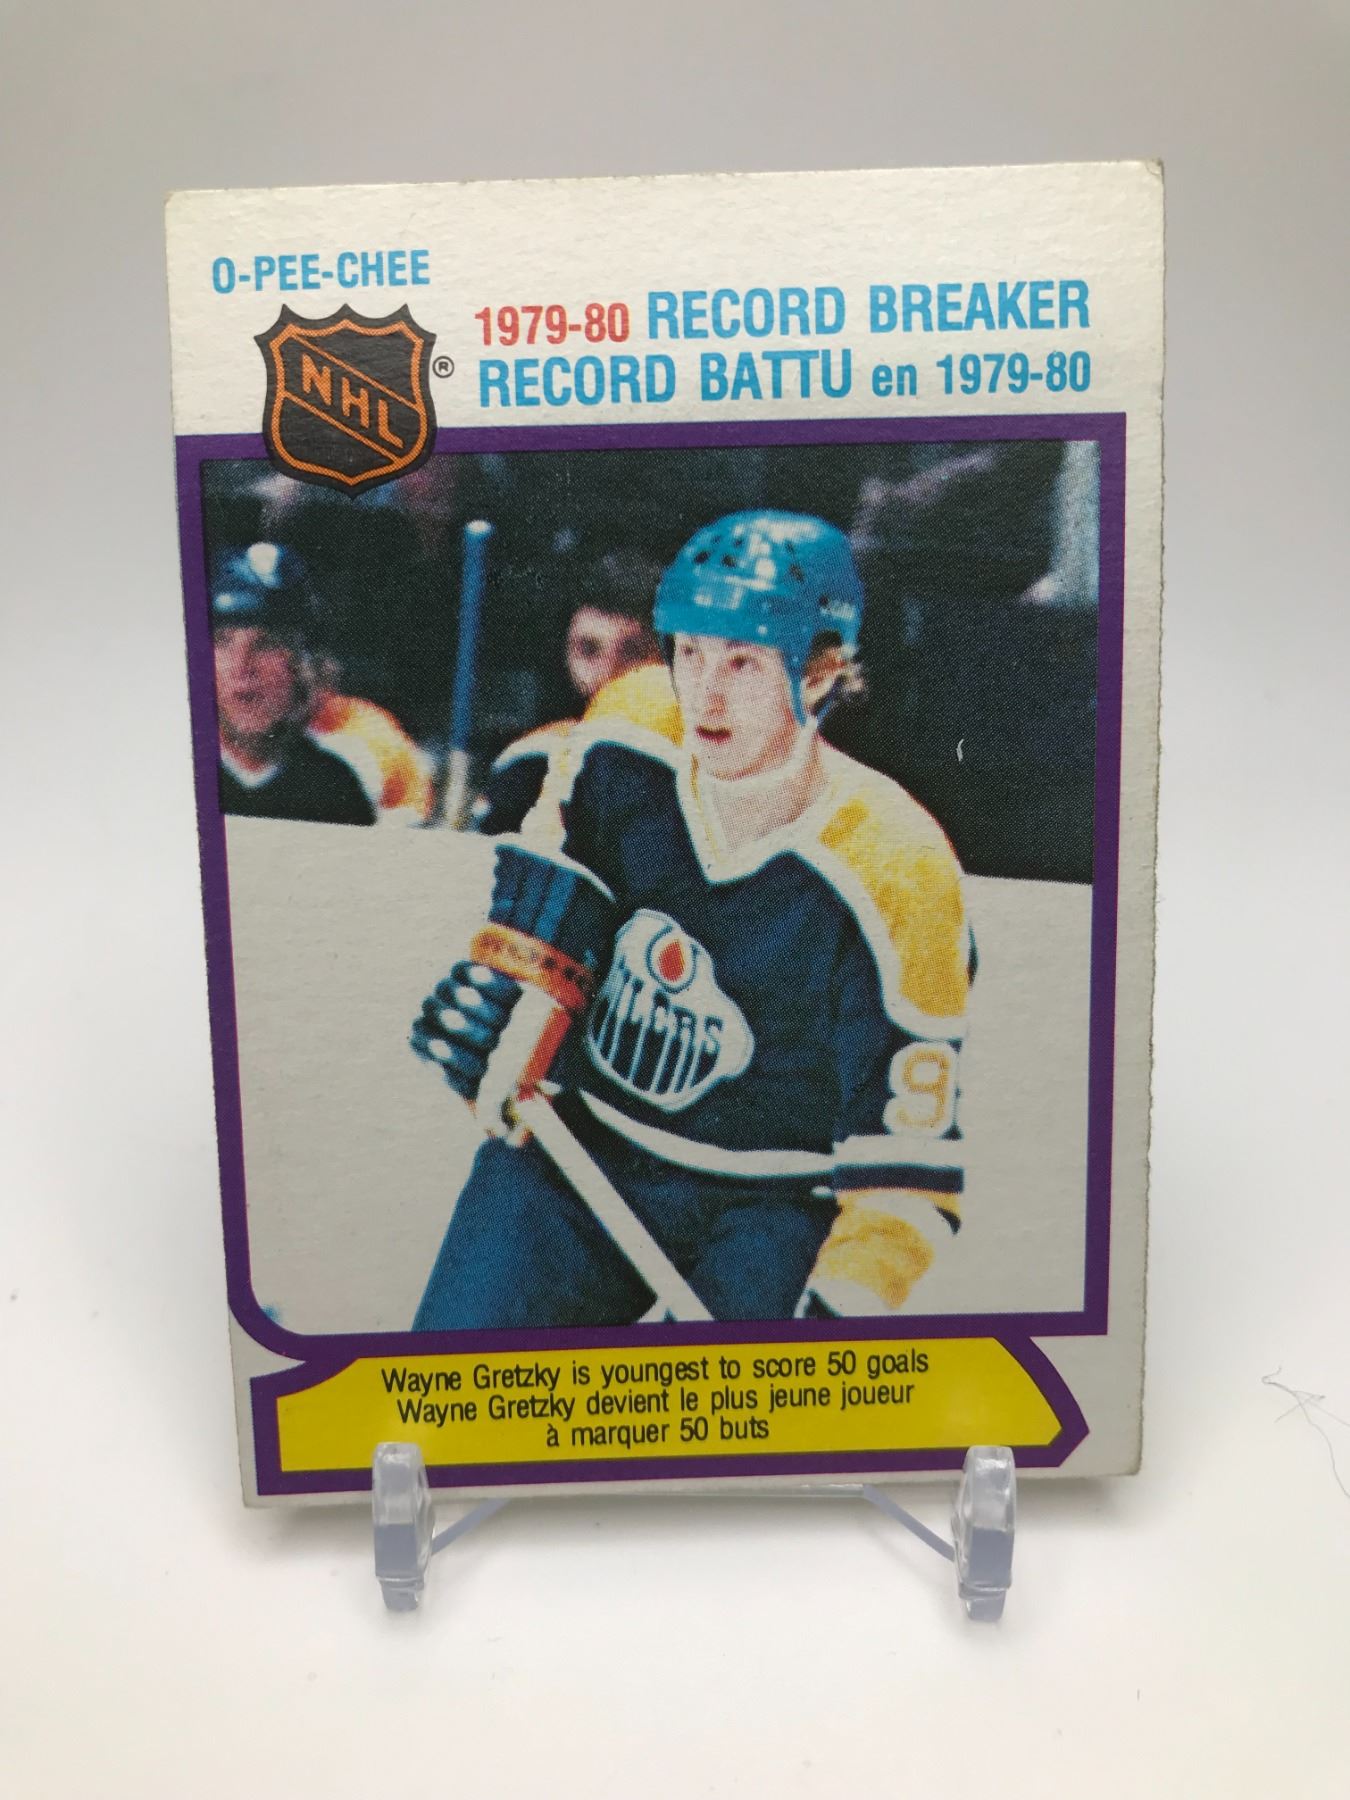 O-PEE-CHEE
NHL ®
1979-80 RECORD BREAKER
RECORD BATTU en 1979-80
OILERS
9
Wayne Gretzky is youngest to score 50 goals
Wayne Gretzky devient le plus jeune joueur
à marquer 50 buts